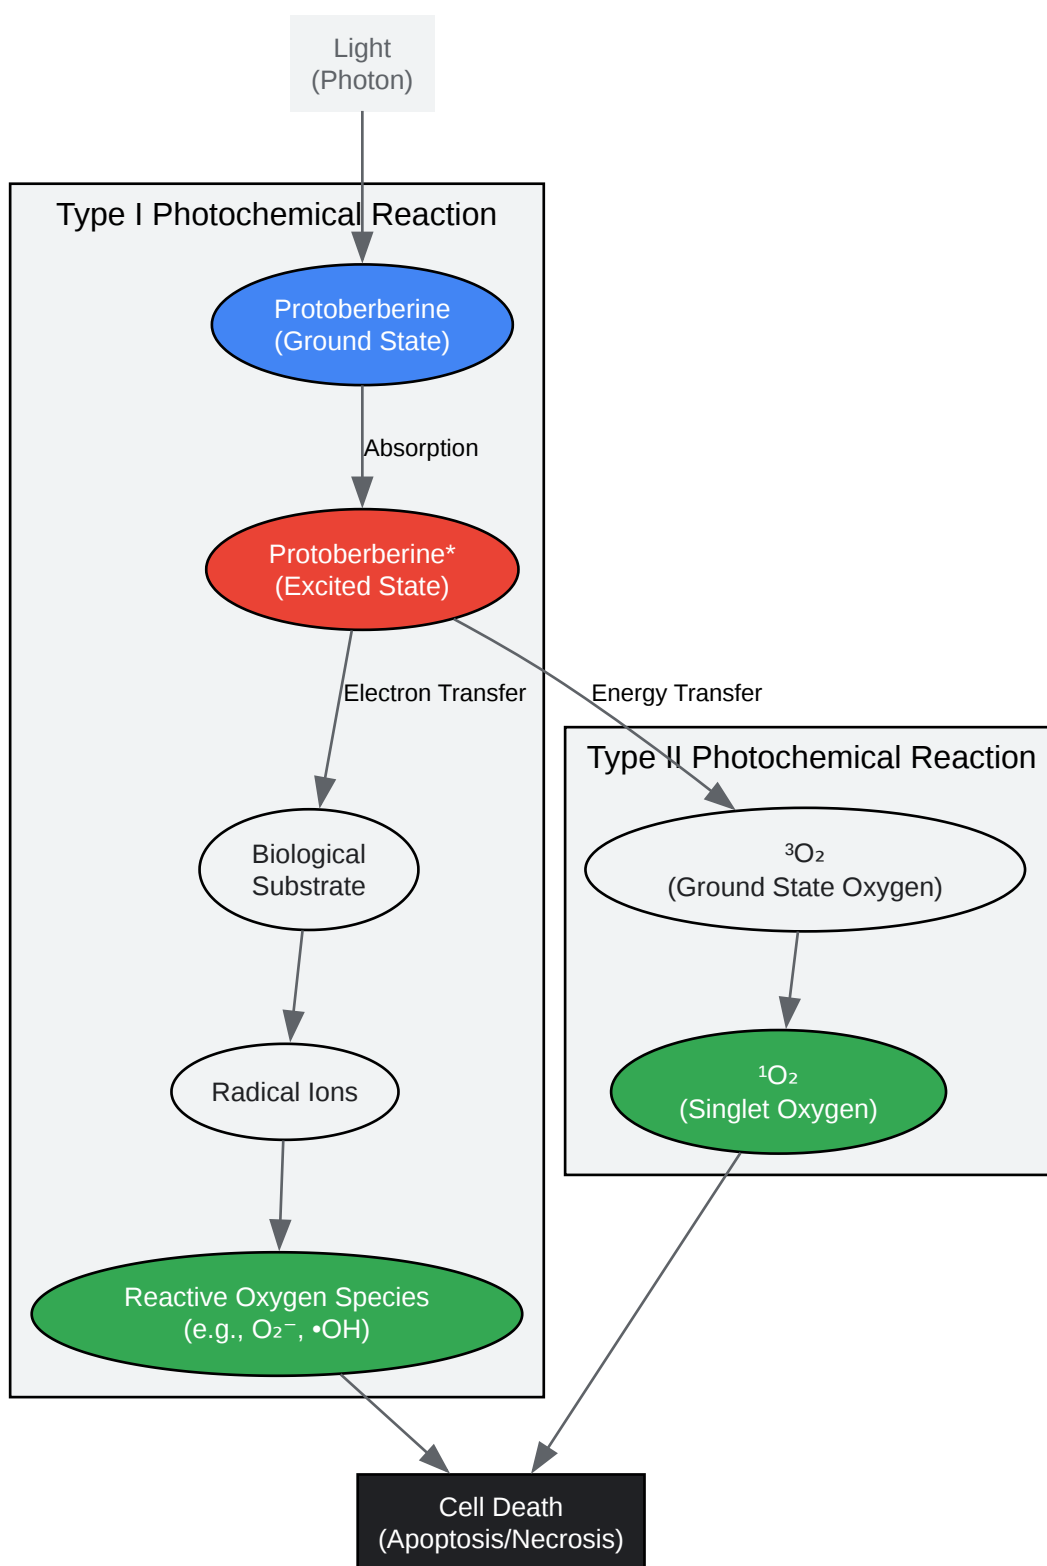 Light
(Photon)
Type I Photochemical Reaction
Protoberberine
(Ground State)
Absorption
Protoberberine*
(Excited State)
Electron Transfer
Energy Transfer
Type II Photochemical Reaction
Biological
Substrate
³O₂
(Ground State Oxygen)
Radical Ions
¹O₂
(Singlet Oxygen)
Reactive Oxygen Species
(e.g., O₂⁻, •OH)
Cell Death
(Apoptosis/Necrosis)